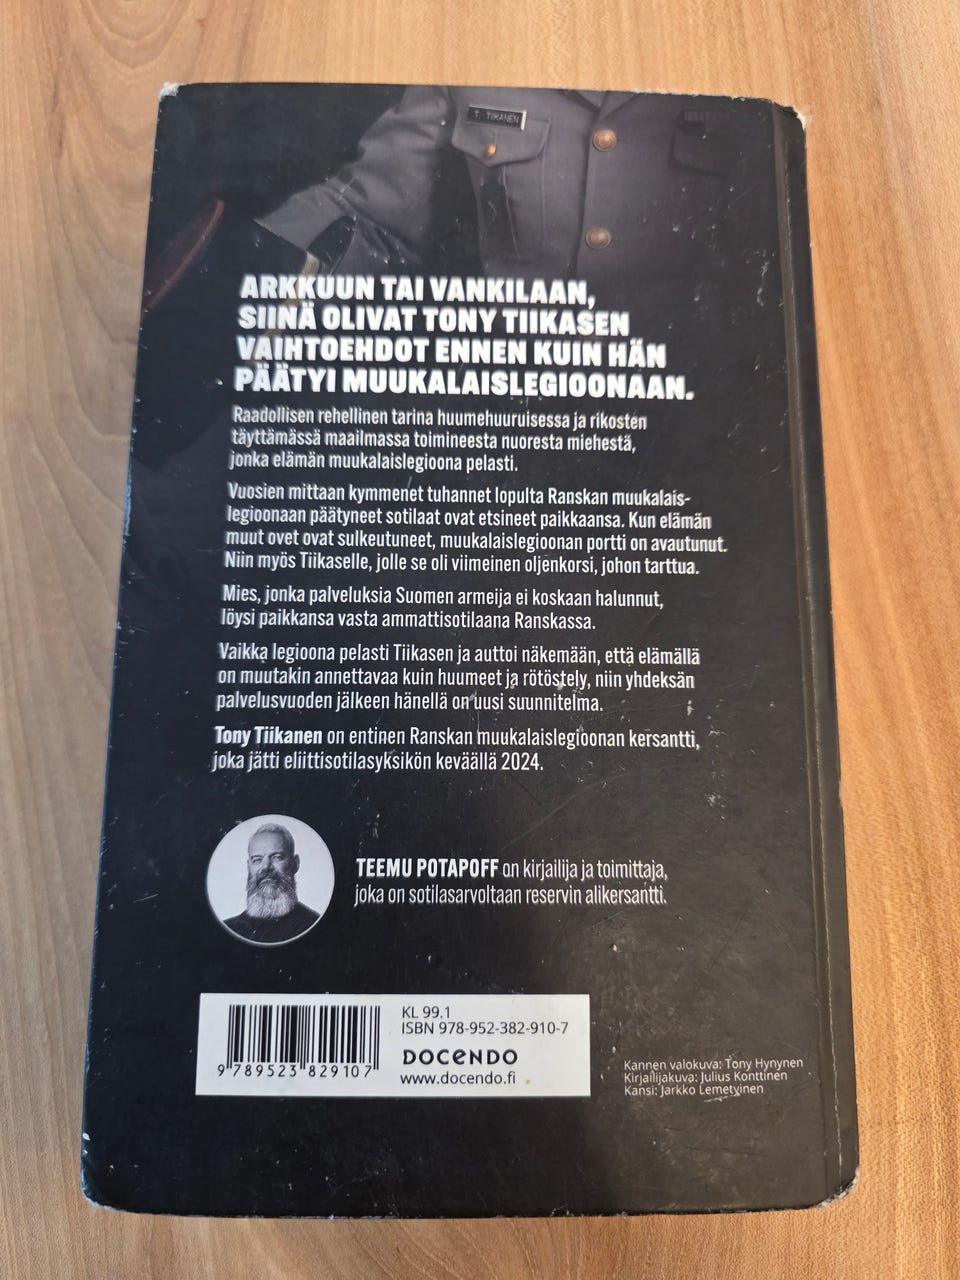 T. TIIKANEN
ARKKUUN TAI VANKILAAN,
SIINÄ OLIVAT TONY TIIKASEN
VAIHTOEHDOT ENNEN KUIN HÄN
PÄÄTYI MUUKALAISLEGIOONAAN.
Raadollisen rehellinen tarina huumehuuruisessa ja rikosten
täyttämässä maailmassa toimineesta nuoresta miehestä,
jonka elämän muukalaislegioona pelasti.
Vuosien mittaan kymmenet tuhannet lopulta Ranskan muukalais-
legioonaan päätyneet sotilaat ovat etsineet paikkaansa. Kun elämän
muut ovet ovat sulkeutuneet, muukalaislegioonan portti on avautunut.
Niin myös Tiikaselle, jolle se oli viimeinen oljenkorsi, johon tarttua.
Mies, jonka palveluksia Suomen armeija ei koskaan halunnut,
löysi paikkansa vasta ammattisotilaana Ranskassa.
Vaikka legioona pelasti Tiikasen ja auttoi näkemään, että elämällä
on muutakin annettavaa kuin huumeet ja rötöstely, niin yhdeksän
palvelusvuoden jälkeen hänellä on uusi suunnitelma.
Tony Tiikanen on entinen Ranskan muukalaislegioonan kersantti,
joka jätti eliittisotilasyksikön keväällä 2024.
TEEMU POTAPOFF on kirjailija ja toimittaja,
joka on sotilasarvoltaan reservin alikersantti.
KL 99.1
ISBN 978-952-382-910-7
DOCENDO
www.docendo.fi
9 789523 829107
Kannen valokuva: Tony Hynynen
Kirjailijakuva: Julius Konttinen
Kansi: Jarkko Lemetyinen